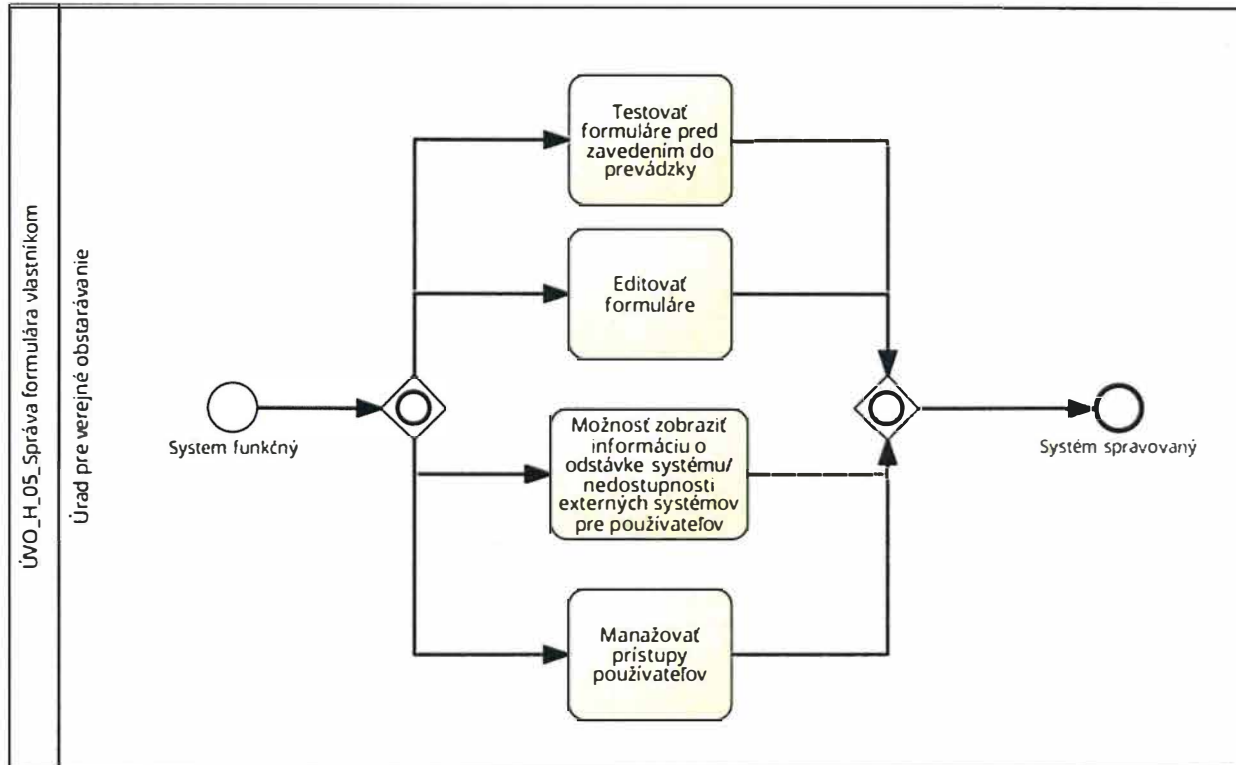 ÚVO_H_05_Správa formulára vlastníkom
Úrad pre verejné obstarávanie
System funkčný
Testovať
formuláre pred
zavedením do
prevádzky
Editovať
formuláre
Možnosť zobraziť
informáciu o
odstávke systému/
nedostupnosti
externých systémov
pre používateľov
Manažovať
prístupy
používateľov
Systém spravovaný